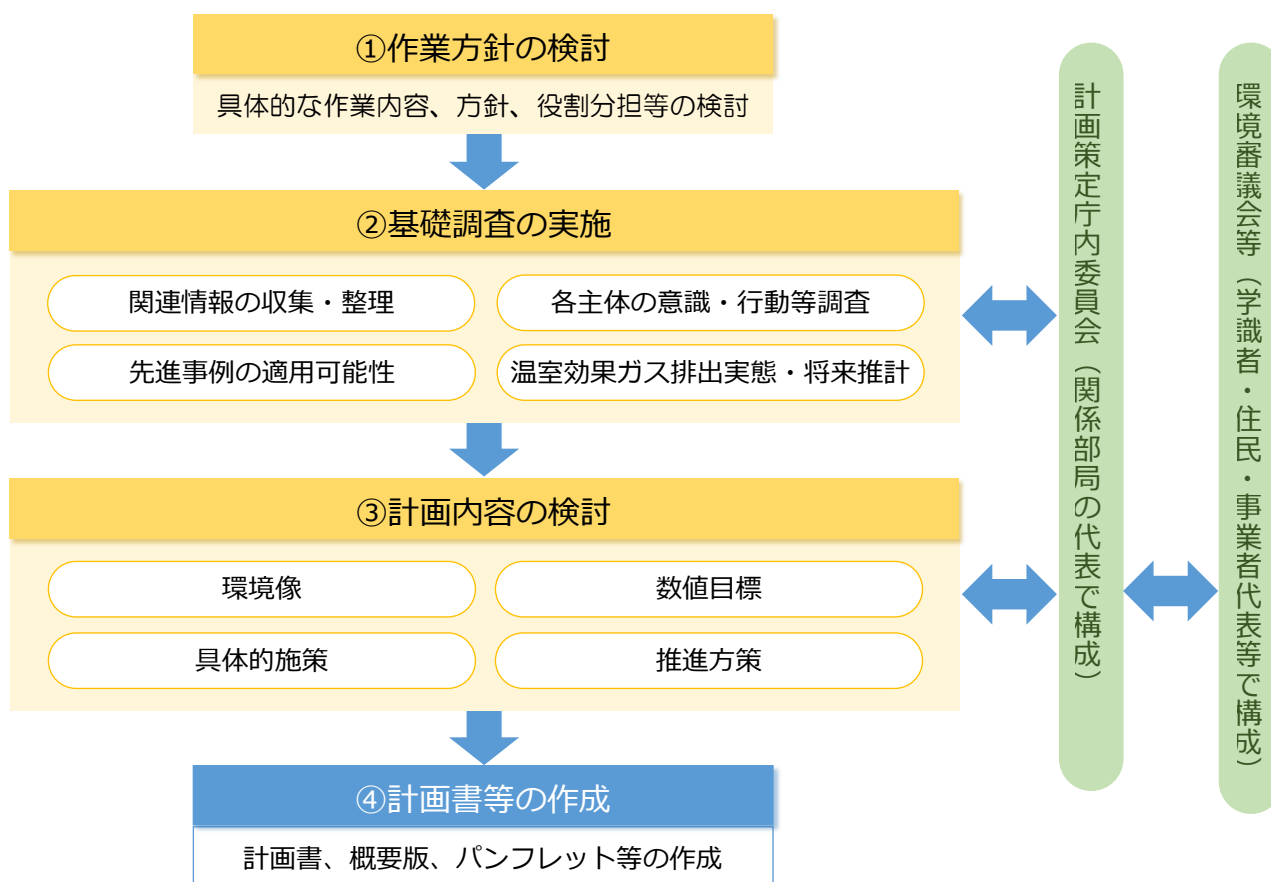 ①作業方針の検討
具体的な作業内容、方針、役割分担等の検討
②基礎調査の実施
関連情報の収集・整理
各主体の意識・行動等調査
先進事例の適用可能性
温室効果ガス排出実態・将来推計
③計画内容の検討
環境像
数値目標
具体的施策
推進方策
④計画書等の作成
計画書、概要版、パンフレット等の作成
計画策定庁内委員会（関係部局の代表で構成）
環境審議会等（学識者・住民・事業者代表等で構成）